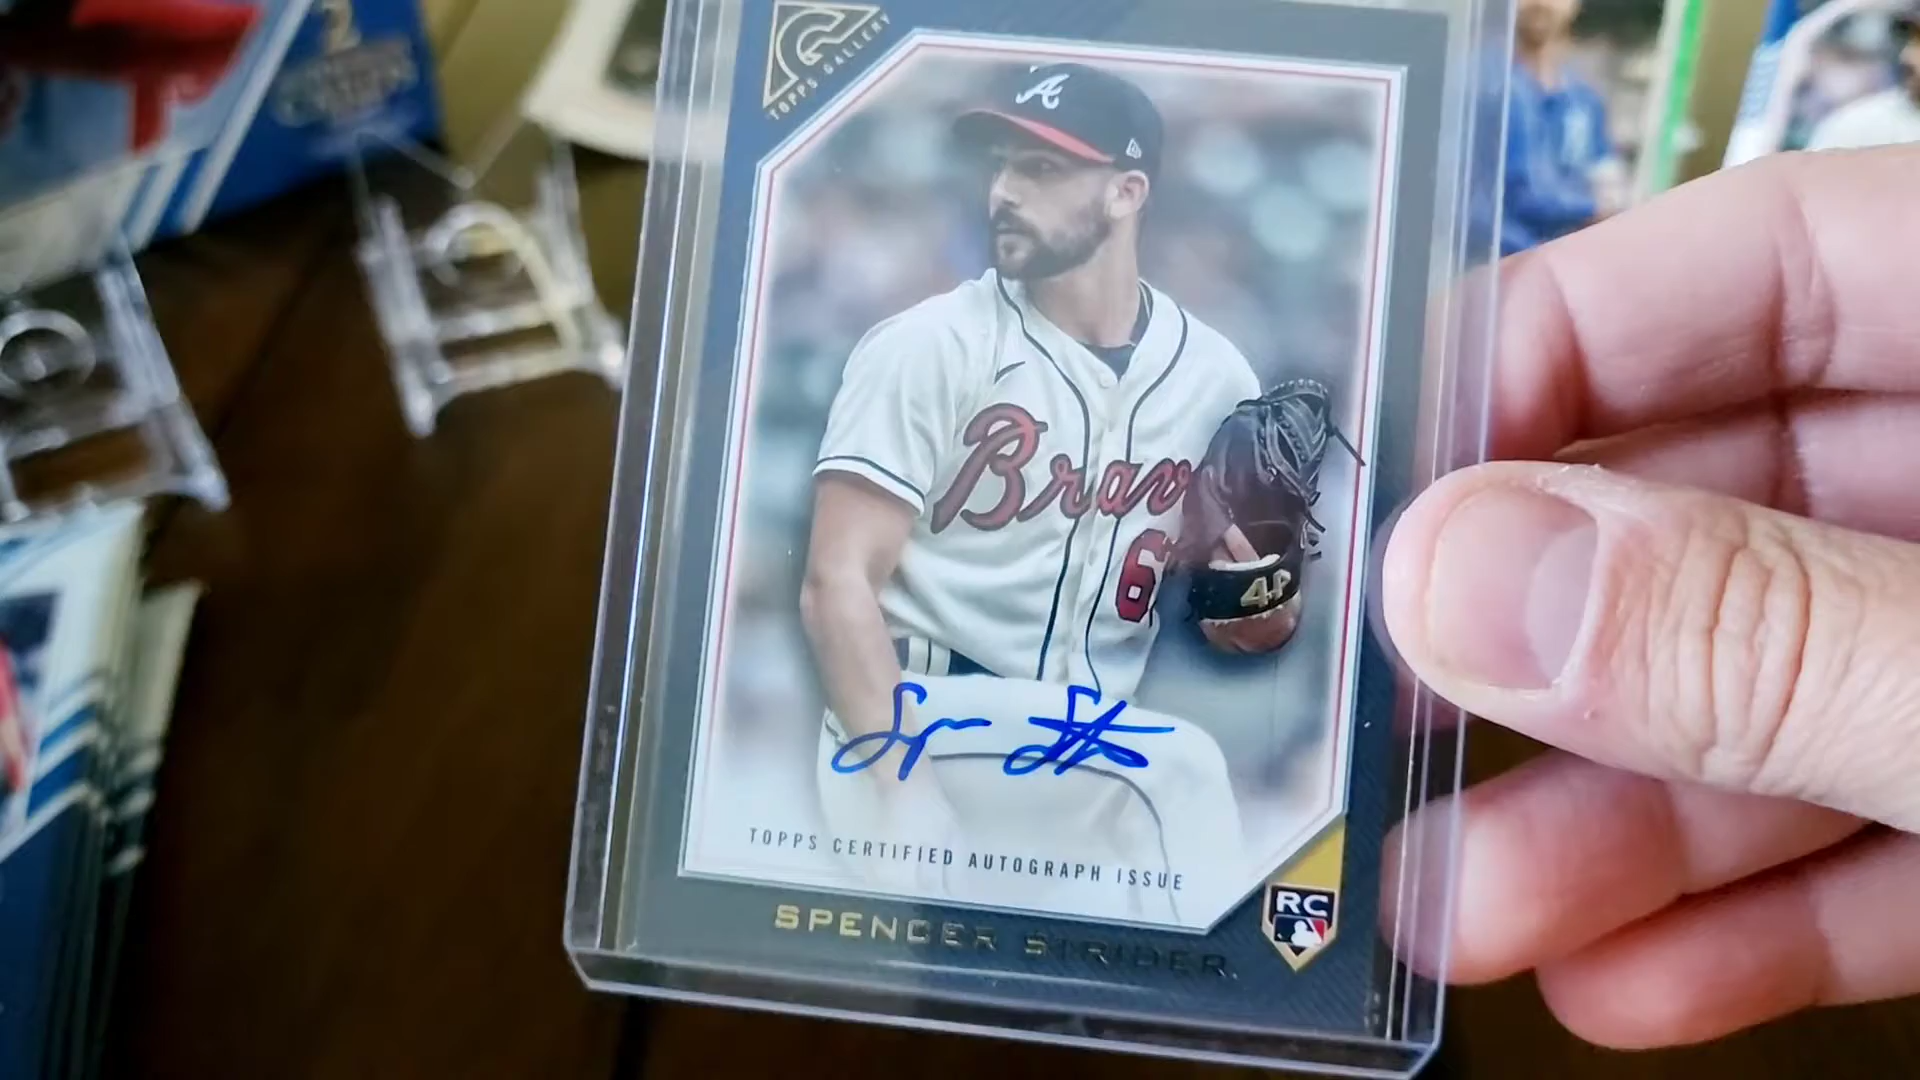 TOPPS GALLERY
A
Brav
6
4P
TOPPS CERTIFIED AUTOGRAPH ISSUE
SPENCER STRIDER
RC